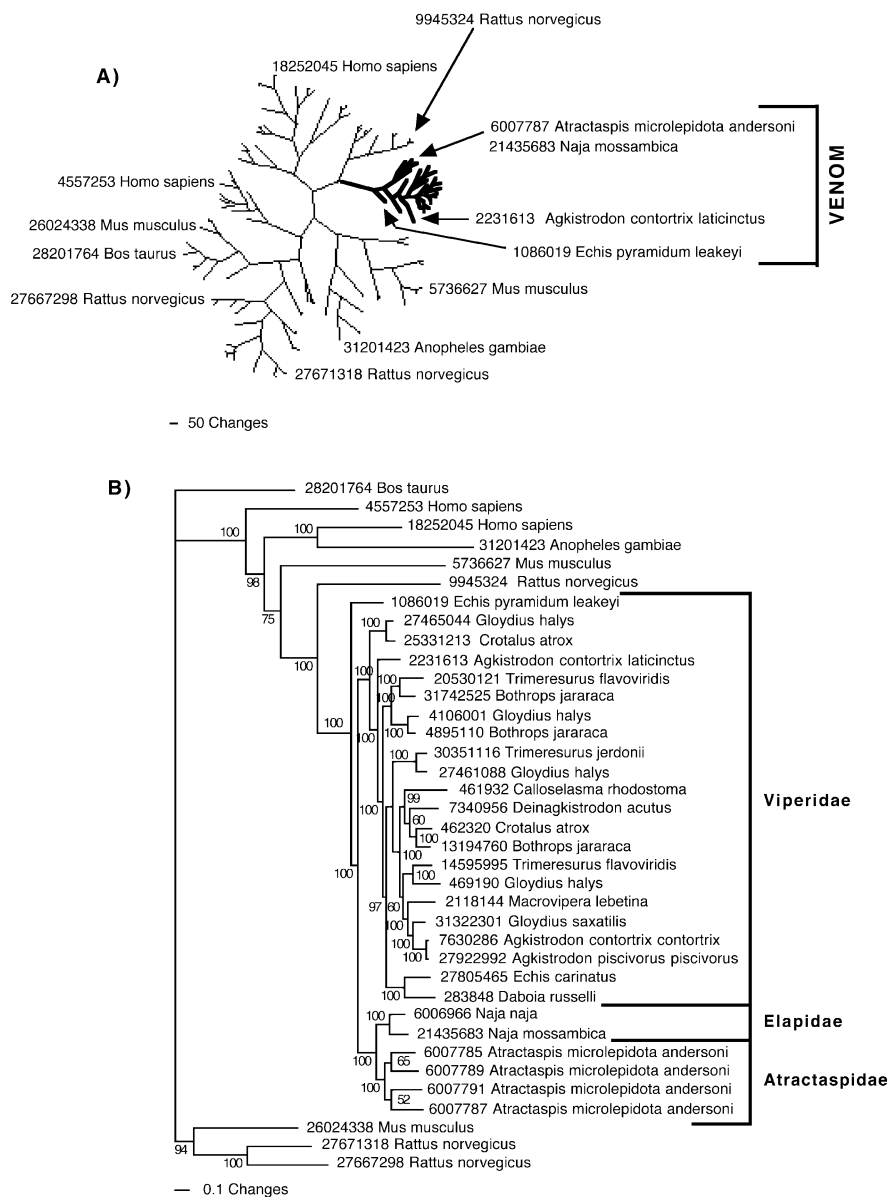 9945324 Rattus norvegicus
A)
18252045 Homo sapiens
6007787 Atractaspis microlepidota andersoni
21435683 Naja mossambica
VENOM
4557253 Homo sapiens
2231613 Agkistrodon contortrix laticinctus
26024338 Mus musculus
28201764 Bos taurus
1086019 Echis pyramidum leakeyi
5736627 Mus musculus
27667298 Rattus norvegicus
31201423 Anopheles gambiae
27671318 Rattus norvegicus
50 Changes
B)
28201764 Bos taurus
4557253 Homo sapiens
100
100
18252045 Homo sapiens
31201423 Anopheles gambiae
98
5736627 Mus musculus
75
9945324 Rattus norvegicus
100
1086019 Echis pyramidum leakeyi
100
100
27465044 Gloydius halys
25331213 Crotalus atrox
100
2231613 Agkistrodon contortrix laticinctus
100
20530121 Trimeresurus flavoviridis
100
31742525 Bothrops jararaca
4106001 Gloydius halys
100
100
4895110 Bothrops jararaca
100
30351116 Trimeresurus jerdonii
27461088 Gloydius halys
461932 Calloselasma rhodostoma
99
Viperidae
100
7340956 Deinagkistrodon acutus
60
462320 Crotalus atrox
100
13194760 Bothrops jararaca
100
14595995 Trimeresurus flavoviridis
100
100
469190 Gloydius halys
97
60
2118144 Macrovipera lebetina
100
31322301 Gloydius saxatilis
100
7630286 Agkistrodon contortrix contortrix
100
27922992 Agkistrodon piscivorus piscivorus
27805465 Echis carinatus
100
283848 Daboia russelli
100
6006966 Naja naja
Elapidae
21435683 Naja mossambica
100
6007785 Atractaspis microlepidota andersoni
65
6007789 Atractaspis microlepidota andersoni
Atractaspidae
100
6007791 Atractaspis microlepidota andersoni
52
6007787 Atractaspis microlepidota andersoni
26024338 Mus musculus
94
27671318 Rattus norvegicus
100
27667298 Rattus norvegicus
0.1 Changes